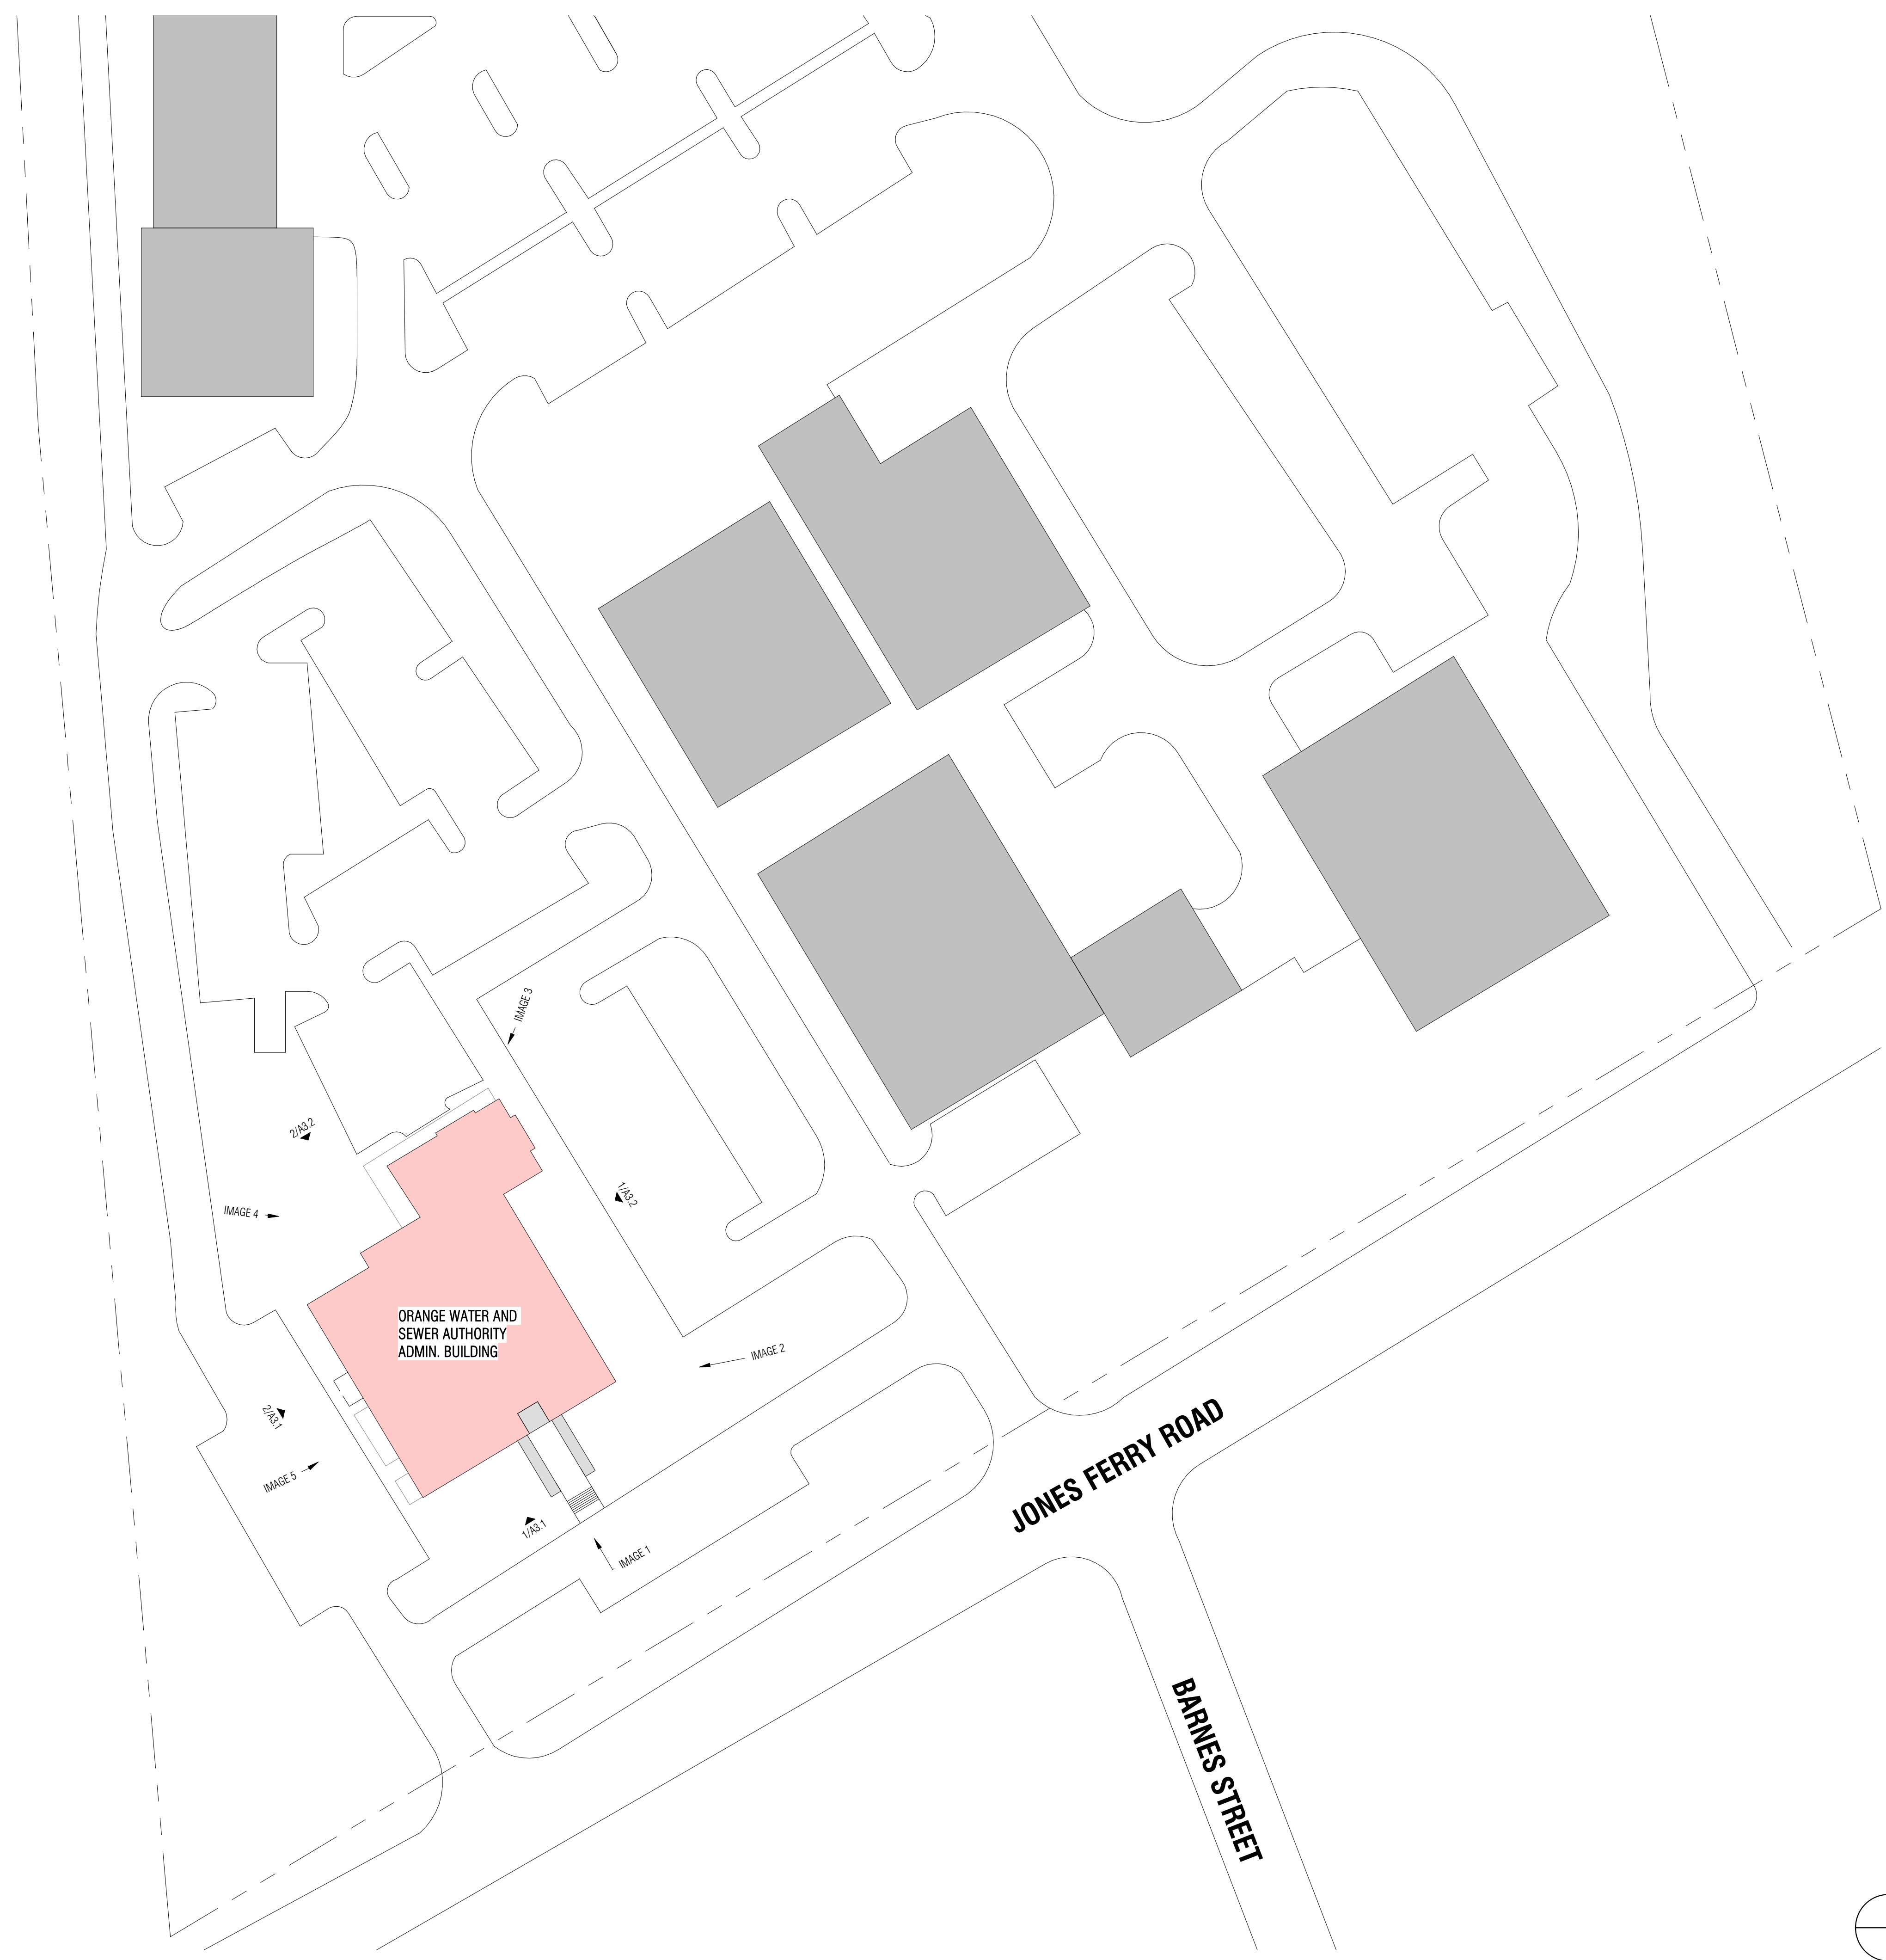 IMAGE 3
2/A3.2
1/A3.2
IMAGE 4
ORANGE WATER AND
SEWER AUTHORITY
ADMIN. BUILDING
IMAGE 2
2/A3.1
IMAGE 5
1/A3.1
IMAGE 1
JONES FERRY ROAD
BARNES STREET